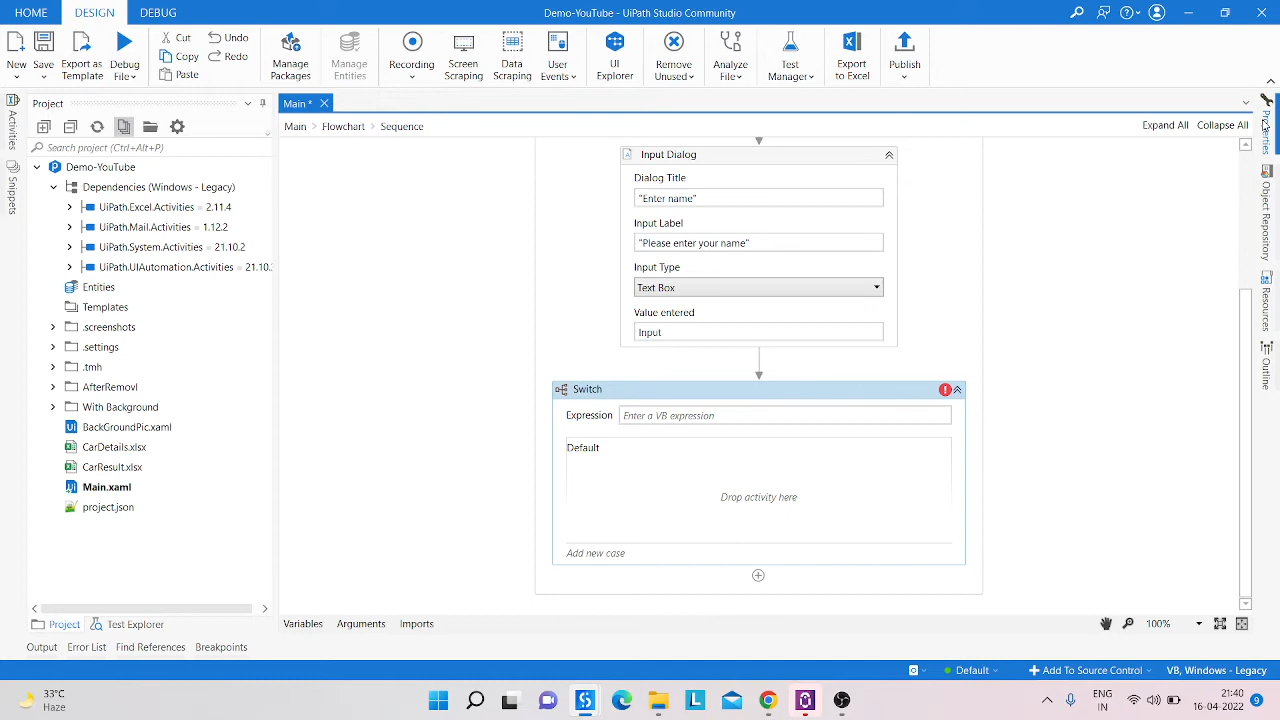 HOME DESIGN DEBUG Demo-YouTube - UiPath Studio Community
New Save Export as Template Debug File Cut Copy Paste Undo Redo Manage Packages Manage Entities Recording Screen Scraping Data Scraping User Events UI Explorer Remove Unused Analyze File Test Manager Export to Excel Publish
Project Main *
Main Flowchart Sequence Expand All Collapse All
Activities
Snippets
Search project (Ctrl+Alt+P)
Demo-YouTube
Dependencies (Windows - Legacy)
UiPath.Excel.Activities = 2.11.4
UiPath.Mail.Activities = 1.12.2
UiPath.System.Activities = 21.10.2
UiPath.UIAutomation.Activities = 21.10.
Entities
Templates
.screenshots
.settings
.tmh
AfterRemovl
With Background
BackGroundPic.xaml
CarDetails.xlsx
CarResult.xlsx
Main.xaml
project.json
Project Test Explorer
Input Dialog
Dialog Title
"Enter name"
Input Label
"Please enter your name"
Input Type
Text Box
Value entered
Input
Switch
Expression Enter a VB expression
Default
Drop activity here
Add new case
Properties
Object Repository
Resources
Outline
Variables Arguments Imports 100%
Output Error List Find References Breakpoints
Default Add To Source Control VB, Windows - Legacy
33°C
Haze
ENG
IN
21:40
16-04-2022
9